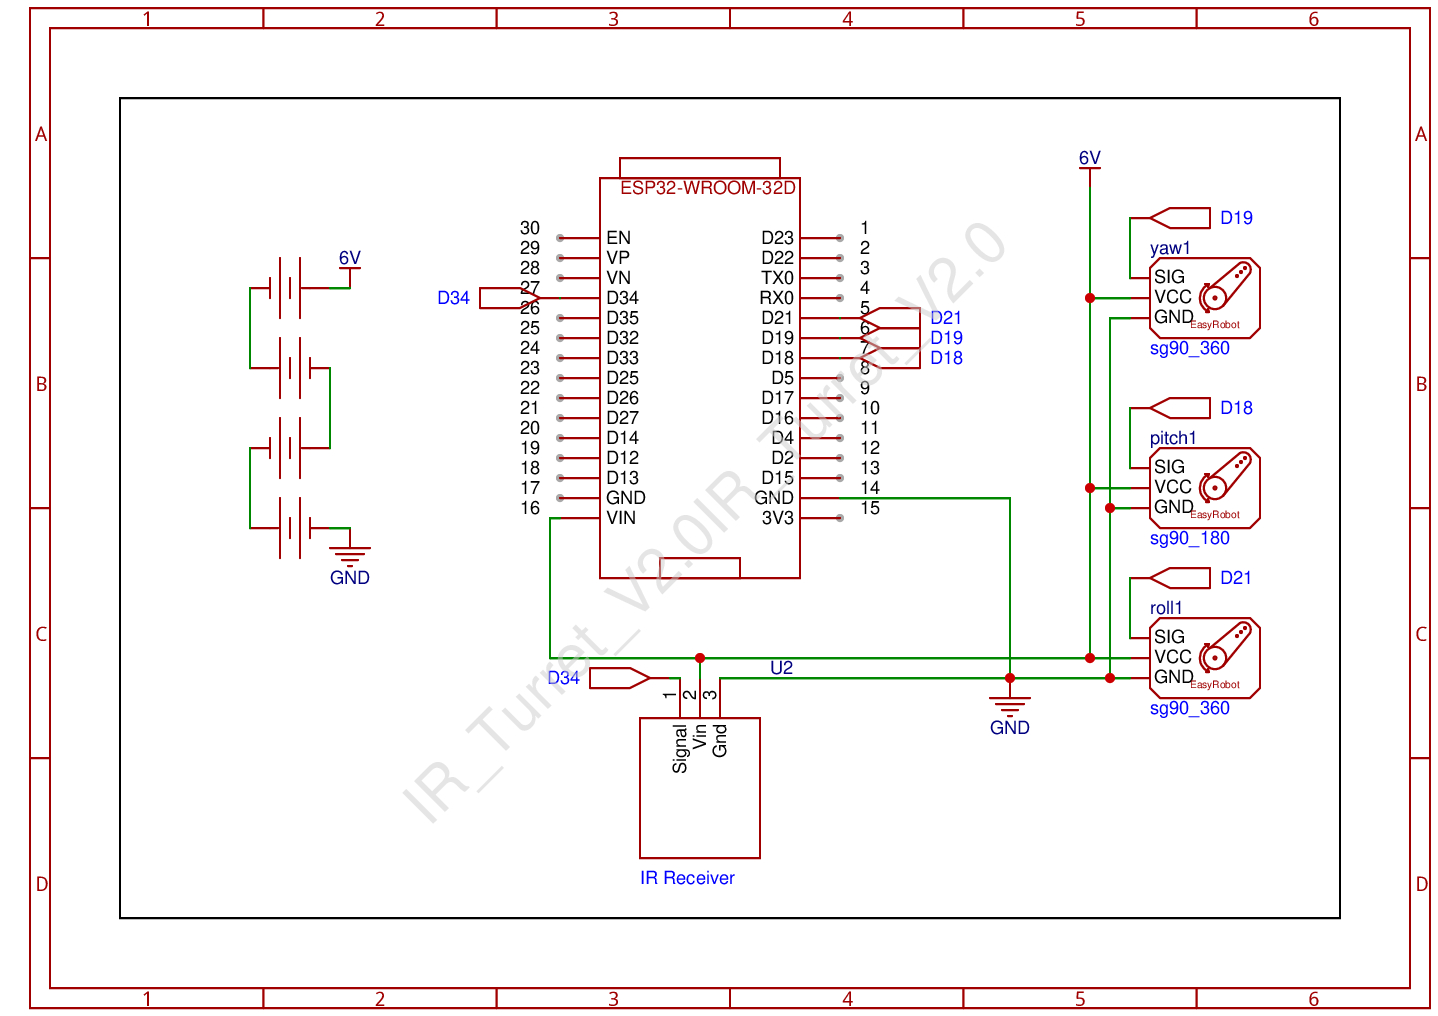 1 2 3 4 5 6
A
B
C
D
A
B
C
D
6V
GND
ESP32-WROOM-32D
30 EN
29 VP
28 VN
D34 27 D34
26 D35
25 D32
24 D33
23 D25
22 D26
21 D27
20 D14
19 D12
18 D13
17 GND
16 VIN
D23 1
D22 2
TX0 3
RX0 4
D21 5 D21
D19 6 D19
D18 7 D18
D5 8
D17 9
D16 10
D4 11
D2 12
D15 13
GND 14
3V3 15
6V
D19
yaw1
SIG
VCC
GND
EasyRobot
sg90_360
D18
pitch1
SIG
VCC
GND
EasyRobot
sg90_180
D21
roll1
SIG
VCC
GND
EasyRobot
sg90_360
D34
U2
1 2 3
Signal
Vin
Gnd
IR Receiver
GND
IR_Turret_V2.0IR_Turret_V2.0
1 2 3 4 5 6